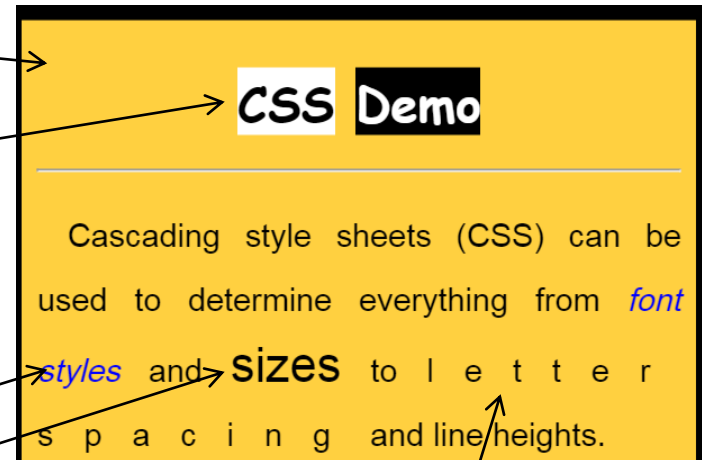 CSS Demo
Cascading style sheets (CSS) can be
used to determine everything from font
styles and sizes to l e t t e r
s p a c i n g and line heights.